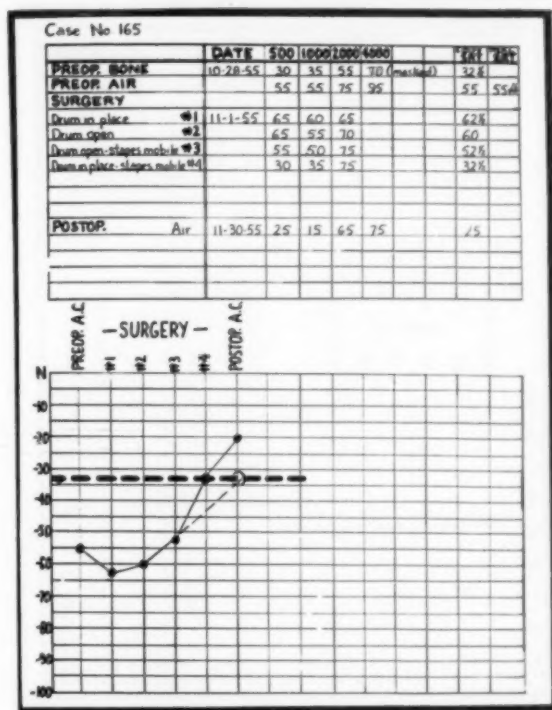 Case No 165
DATE 500 1000 2000 4000 SRT SRT
PREOP. BONE 10-28-55 30 35 55 70 (masked) 32½
PREOP. AIR 55 55 75 95 55 55
SURGERY
Drum in place #1 11-1-55 65 60 65 62½
Drum open #2 65 55 70 60
Drum open-stapes mobile #3 55 50 75 52½
Drum in place-stapes mobile #4 30 35 75 32½
POSTOP. Air 11-30-55 25 15 65 75
PREOP. A.C. — SURGERY — POSTOP. A.C.
#1 #2 #3 #4
N
-10
-20
-30
-40
-50
-60
-70
-80
-90
-100